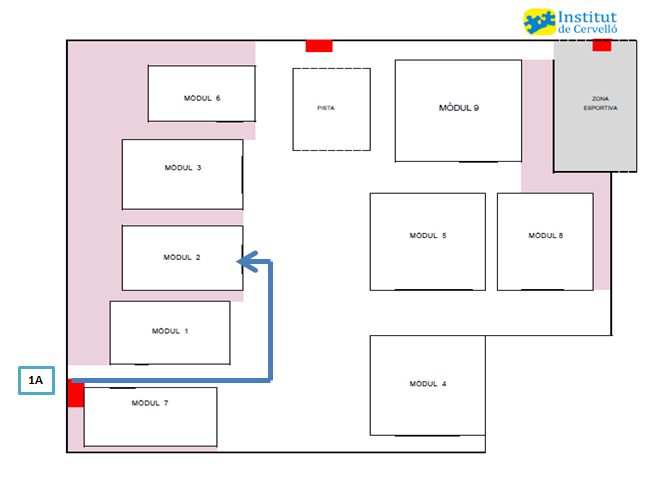 Institut
de Cervelló
MÒDUL 6
PISTA
MÒDUL 9
ZONA
ESPORTIVA
MÒDUL 3
MÒDUL 2
MÒDUL 5
MÒDUL 8
MÒDUL 1
1A
MÒDUL 7
MÒDUL 4